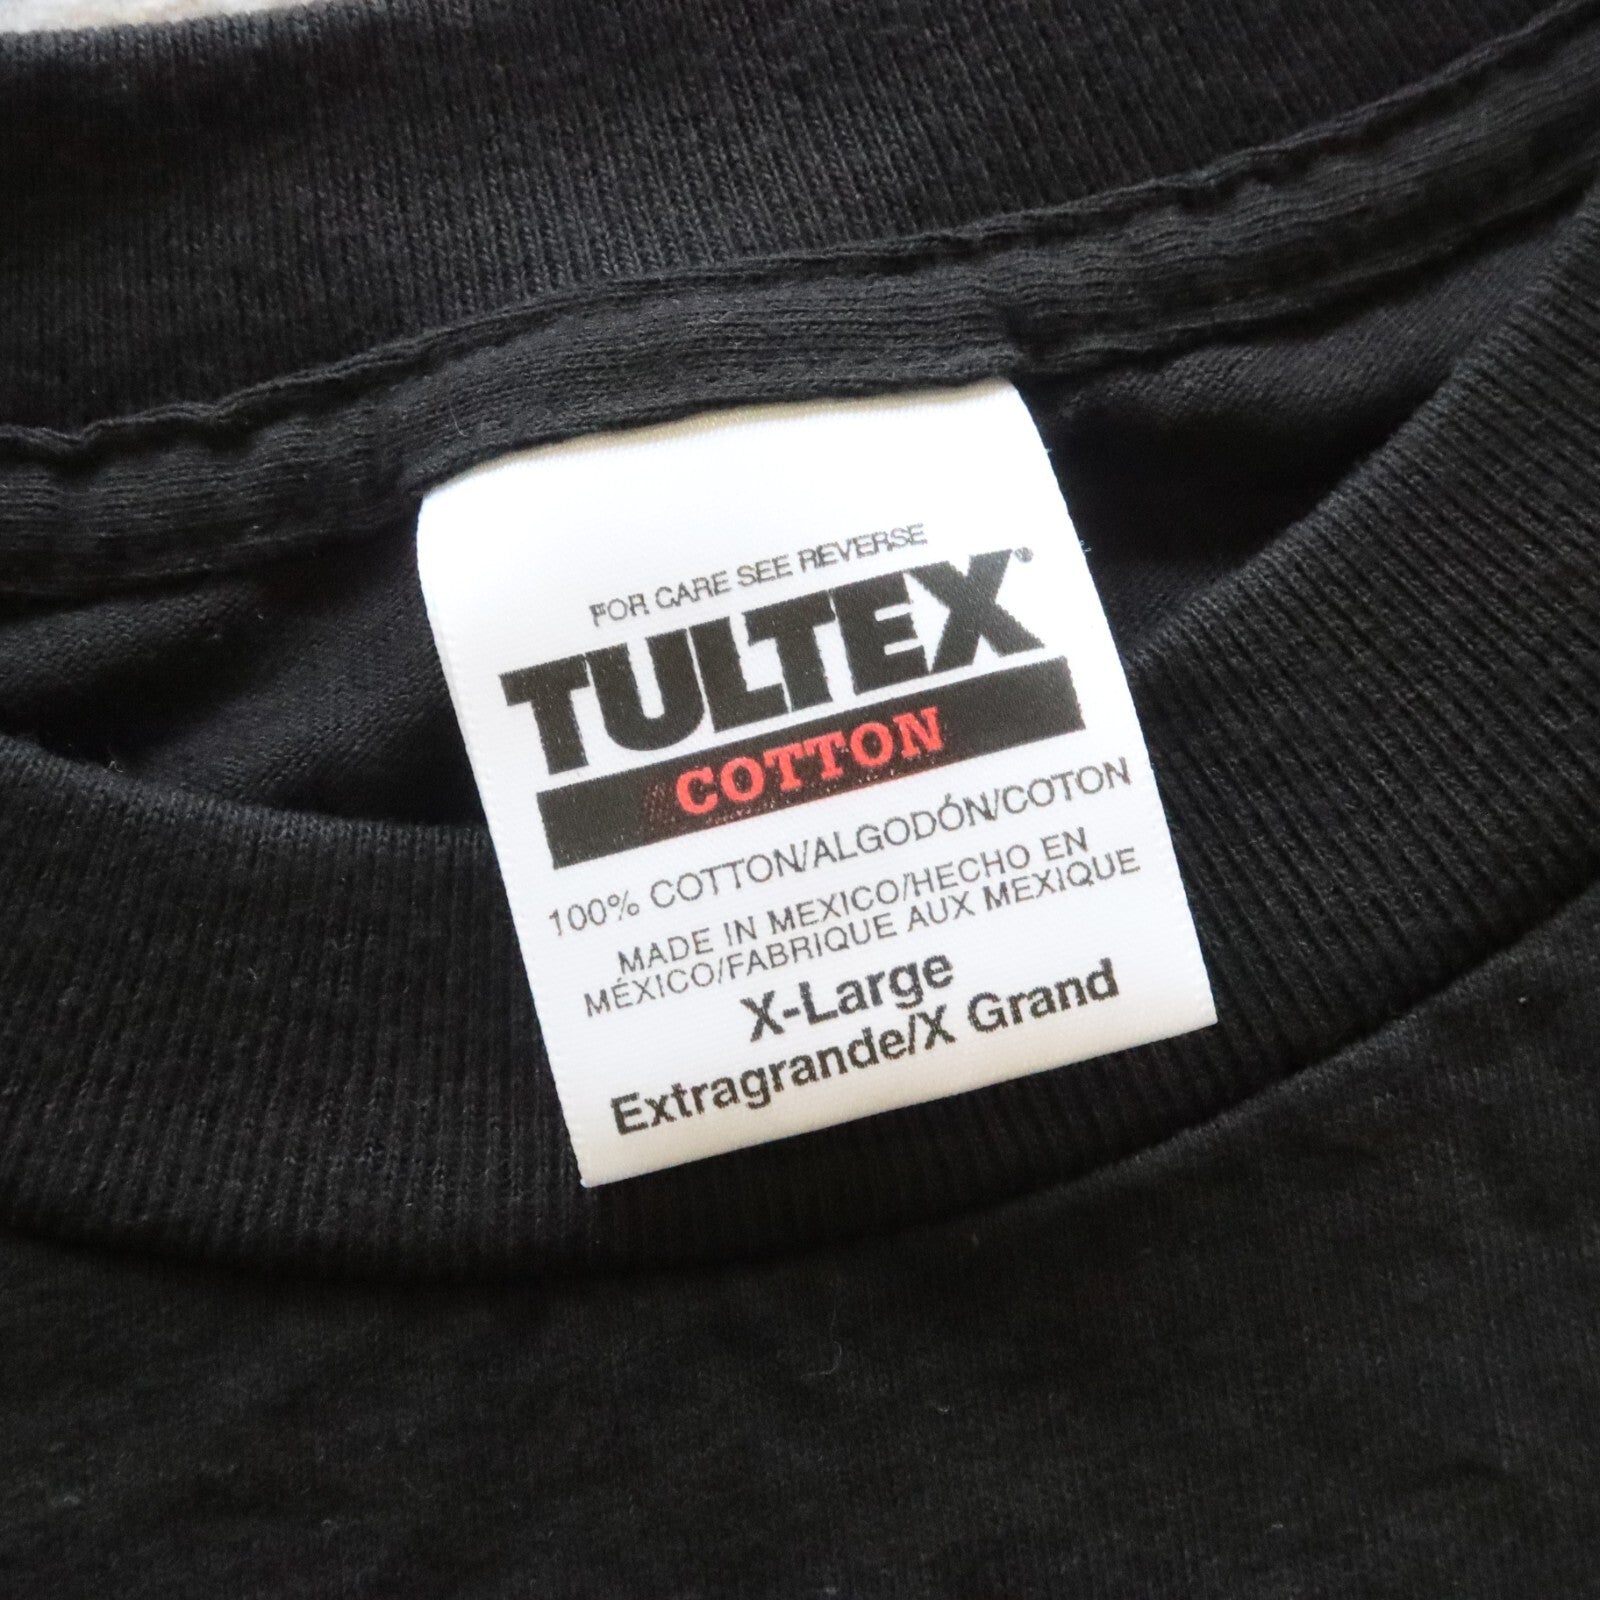 FOR CARE SEE REVERSE
TULTEX®
COTTON
100% COTTON/ALGODÓN/COTON
MADE IN MEXICO/HECHO EN
MÉXICO/FABRIQUE AUX MEXIQUE
X-Large
Extragrande/X Grand